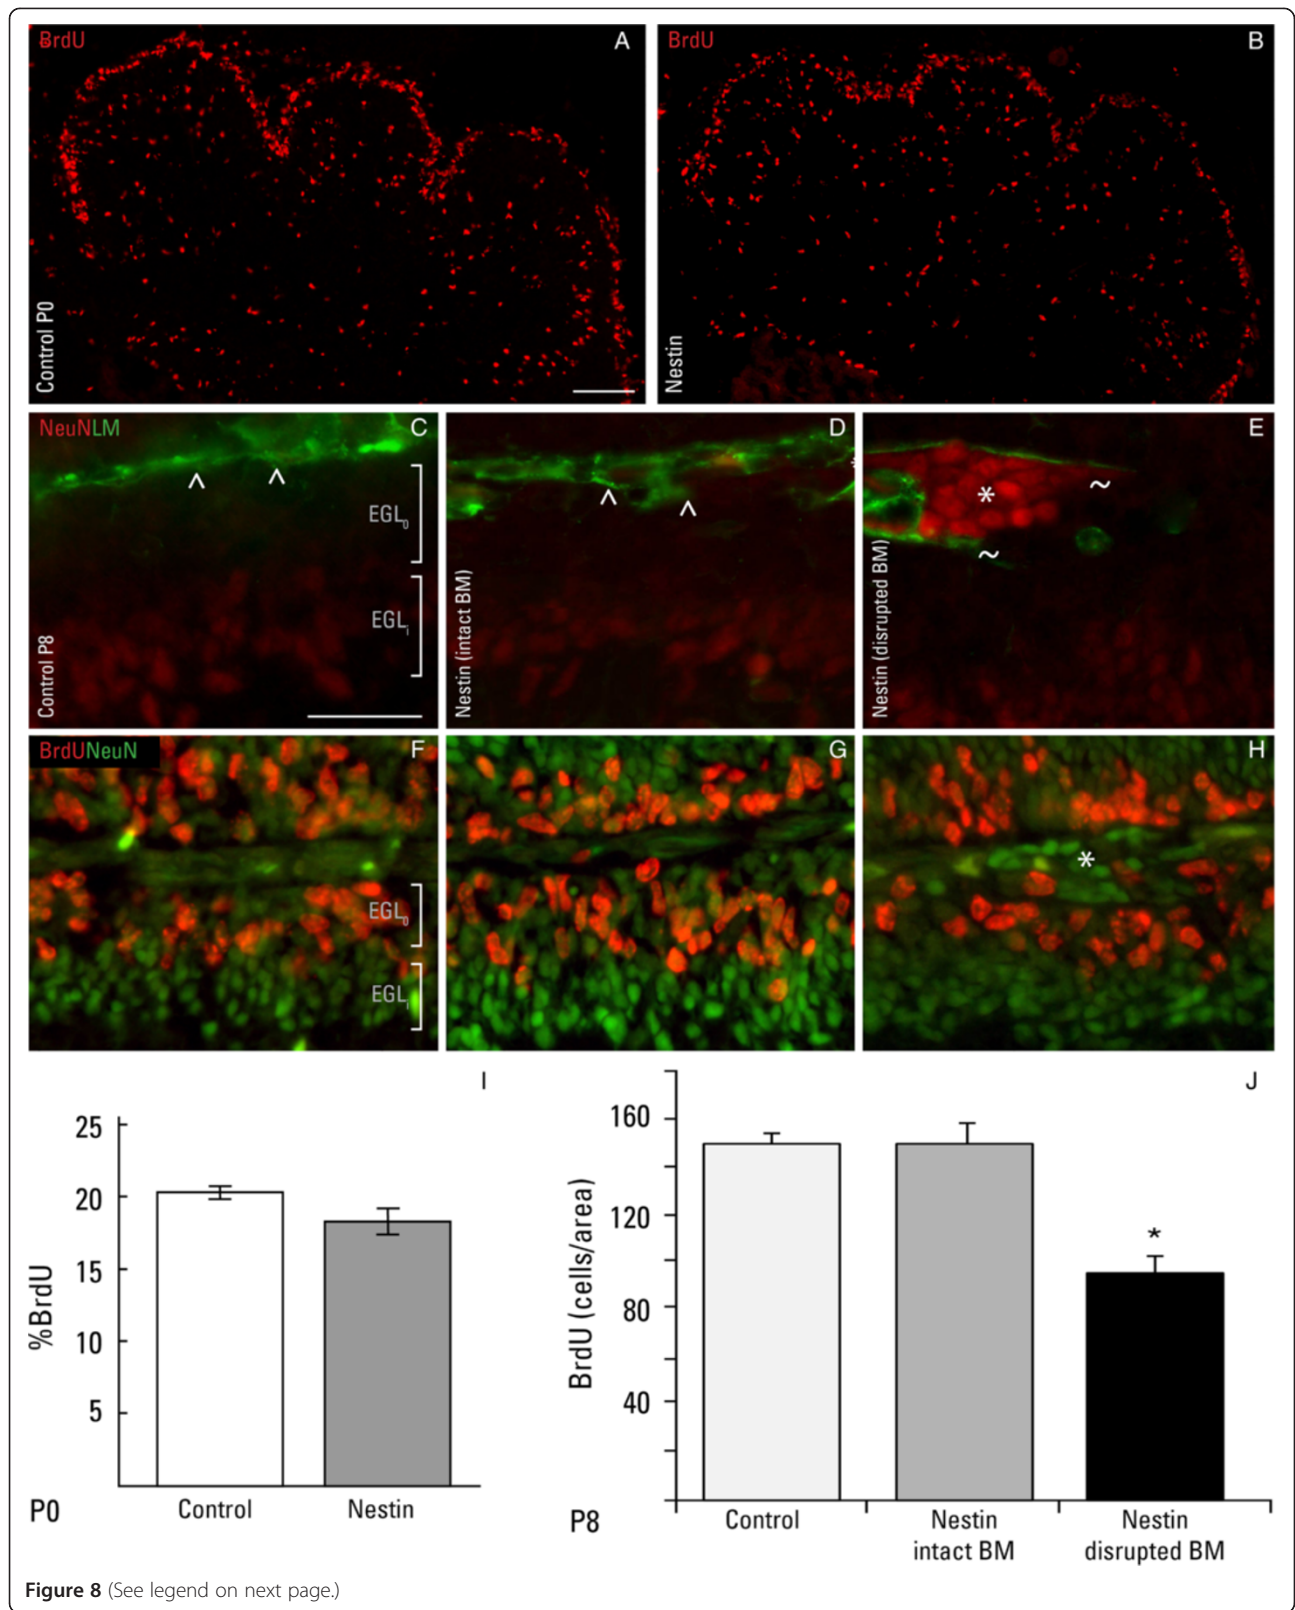 BrdU A
Control P0
BrdU B
Nestin
NeuNLM C
EGL0
EGLi
Control P8
^ ^
D
^ ^
Nestin (intact BM)
E
* ~
~
Nestin (disrupted BM)
BrdUNeuN F
EGL0
EGLi
G
H
*
I
25
20
15
10
5
%BrdU
P0
Control Nestin
J
160
120
80
40
BrdU (cells/area)
*
P8
Control Nestin intact BM Nestin disrupted BM
Figure 8 (See legend on next page.)